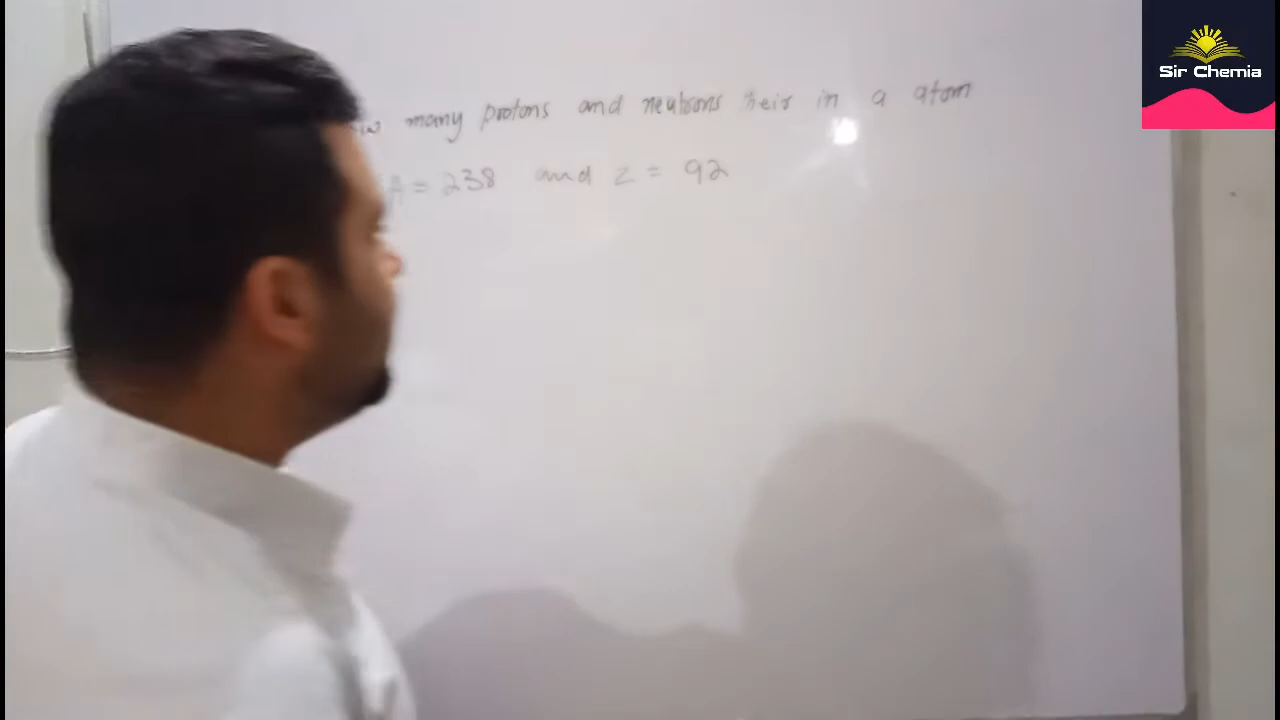 many protons and neutrons their in a atom
A = 238 and Z = 92
Sir Chemia